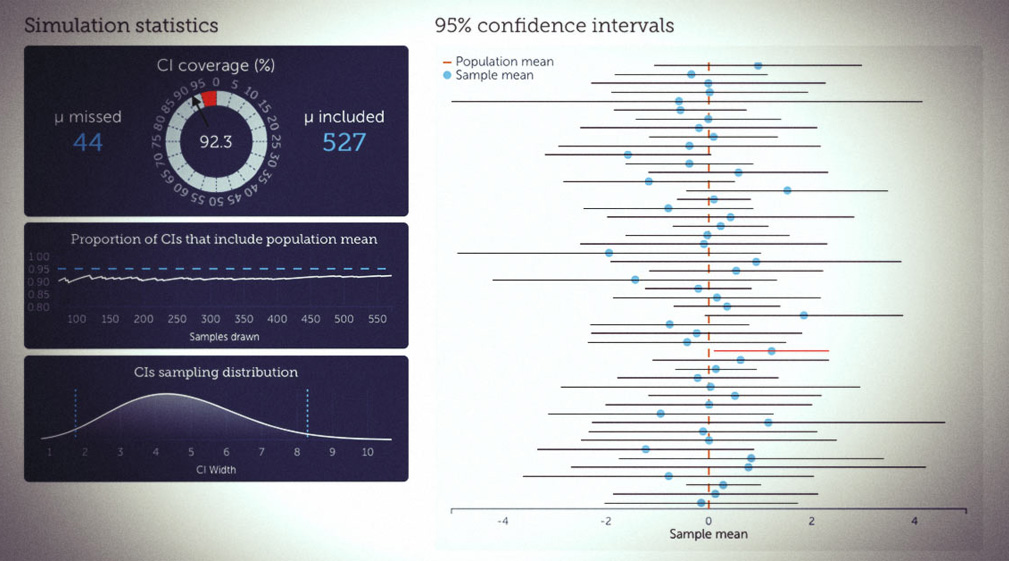 Simulation statistics
CI coverage (%)
0 5 10 15 20 25 30 35 40 45 50 55 60 65 70 75 80 85 90 95
μ missed
44
92.3
μ included
527
Proportion of CIs that include population mean
1.00
0.95
0.90
0.85
0.80
100 150 200 250 300 350 400 450 500 550
Samples drawn
CIs sampling distribution
1 2 3 4 5 6 7 8 9 10
CI Width
95% confidence intervals
Population mean
Sample mean
-4 -2 0 2 4
Sample mean